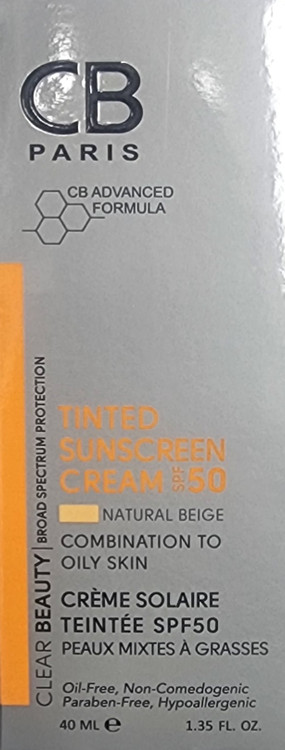 CB
PARIS
CB ADVANCED
FORMULA
CLEAR BEAUTY | BROAD SPECTRUM PROTECTION
TINTED
SUNSCREEN
CREAM SPF 50
NATURAL BEIGE
COMBINATION TO
OILY SKIN
CRÈME SOLAIRE
TEINTÉE SPF50
PEAUX MIXTES À GRASSES
Oil-Free, Non-Comedogenic
Paraben-Free, Hypoallergenic
40 ML e 1.35 FL. OZ.